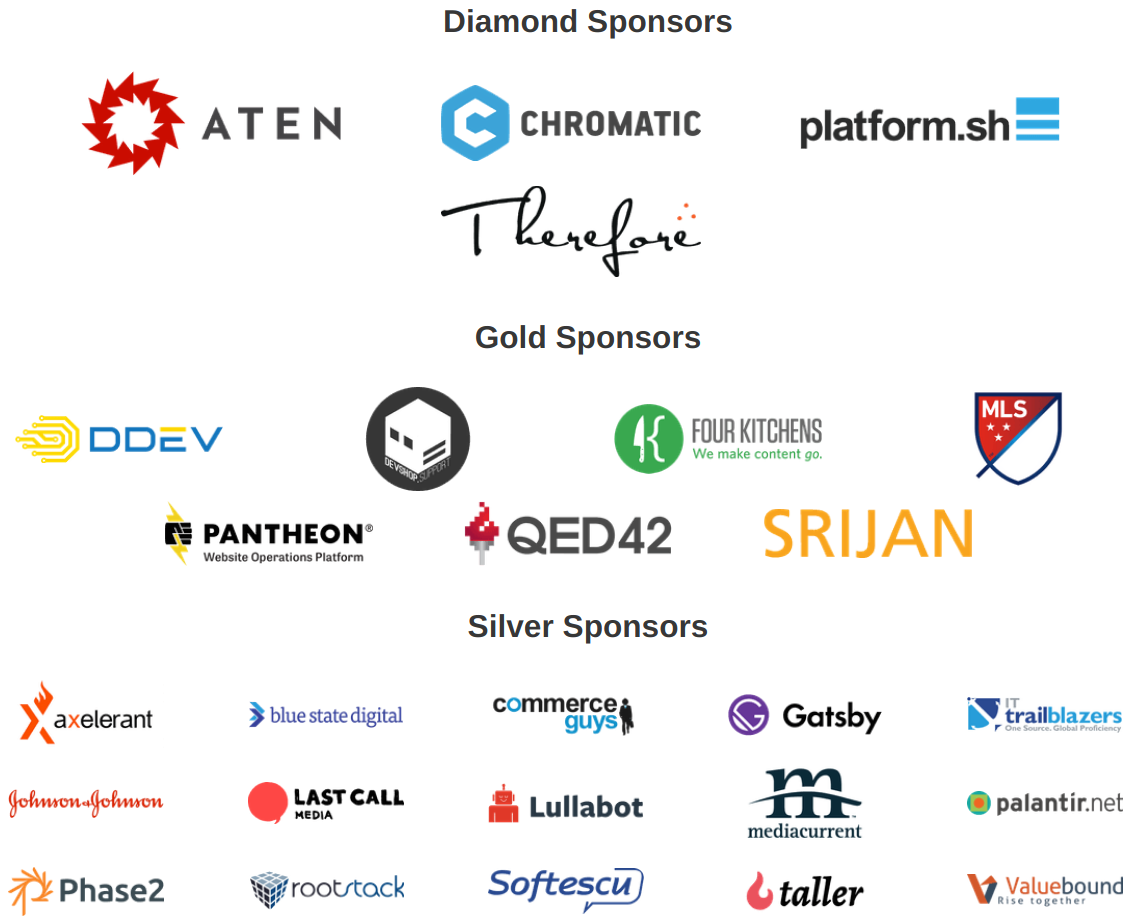 Diamond Sponsors
ATEN
CHROMATIC
platform.sh
Therefore
Gold Sponsors
DDEV
DEVSHOP.SUPPORT
FOUR KITCHENS
We make content go.
MLS
PANTHEON®
Website Operations Platform
QED42
SRIJAN
Silver Sponsors
axelerant
blue state digital
commerce
guys
Gatsby
IT
trailblazers
One Source. Global Proficiency
Johnson & Johnson
LAST CALL
MEDIA
Lullabot
m
mediacurrent
palantir.net
Phase2
rootstack
Softescu
taller
Valuebound
Rise together